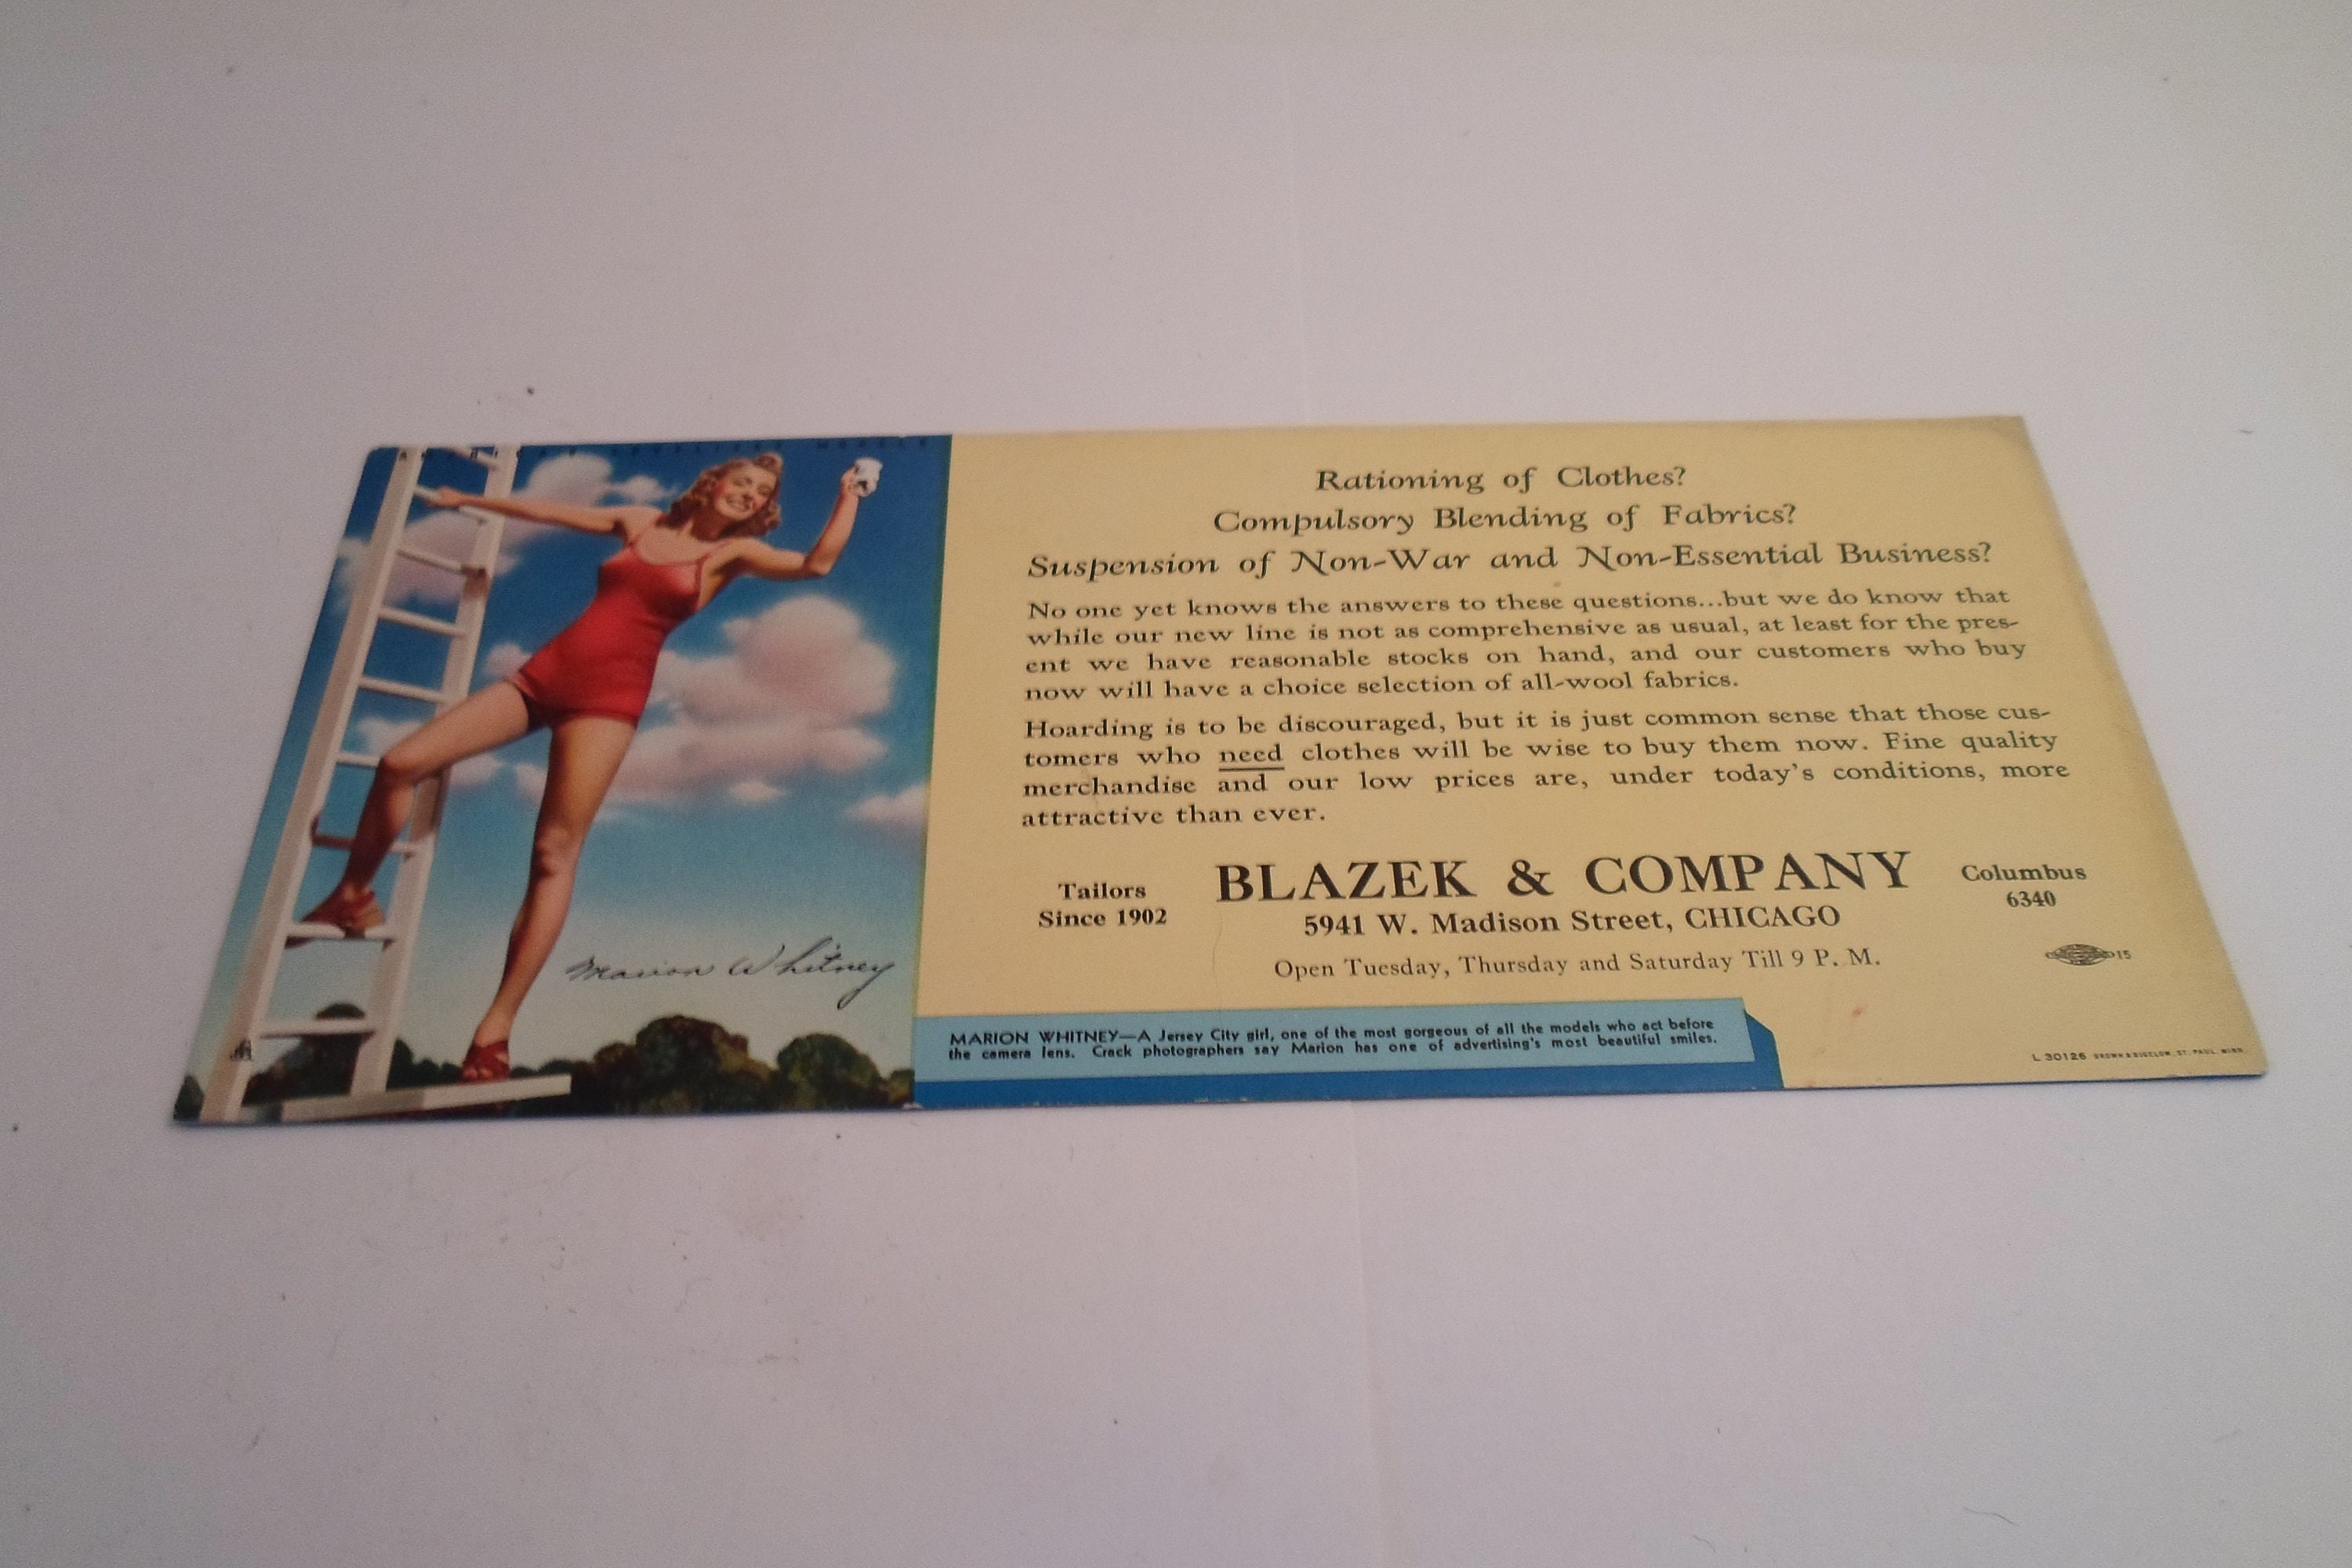 Marion Whitney
Rationing of Clothes?
Compulsory Blending of Fabrics?
Suspension of Non-War and Non-Essential Business?
No one yet knows the answers to these questions...but we do know that
while our new line is not as comprehensive as usual, at least for the pres-
ent we have reasonable stocks on hand, and our customers who buy
now will have a choice selection of all-wool fabrics.
Hoarding is to be discouraged, but it is just common sense that those cus-
tomers who need clothes will be wise to buy them now. Fine quality
merchandise and our low prices are, under today's conditions, more
attractive than ever.
Tailors
Since 1902
BLAZEK & COMPANY
5941 W. Madison Street, CHICAGO
Open Tuesday, Thursday and Saturday Till 9 P. M.
Columbus
6340
15
MARION WHITNEY—A Jersey City girl, one of the most gorgeous of all the models who act before
the camera lens. Crack photographers say Marion has one of advertising's most beautiful smiles.
L 30126 BROWN & BIGELOW, ST. PAUL, MINN.